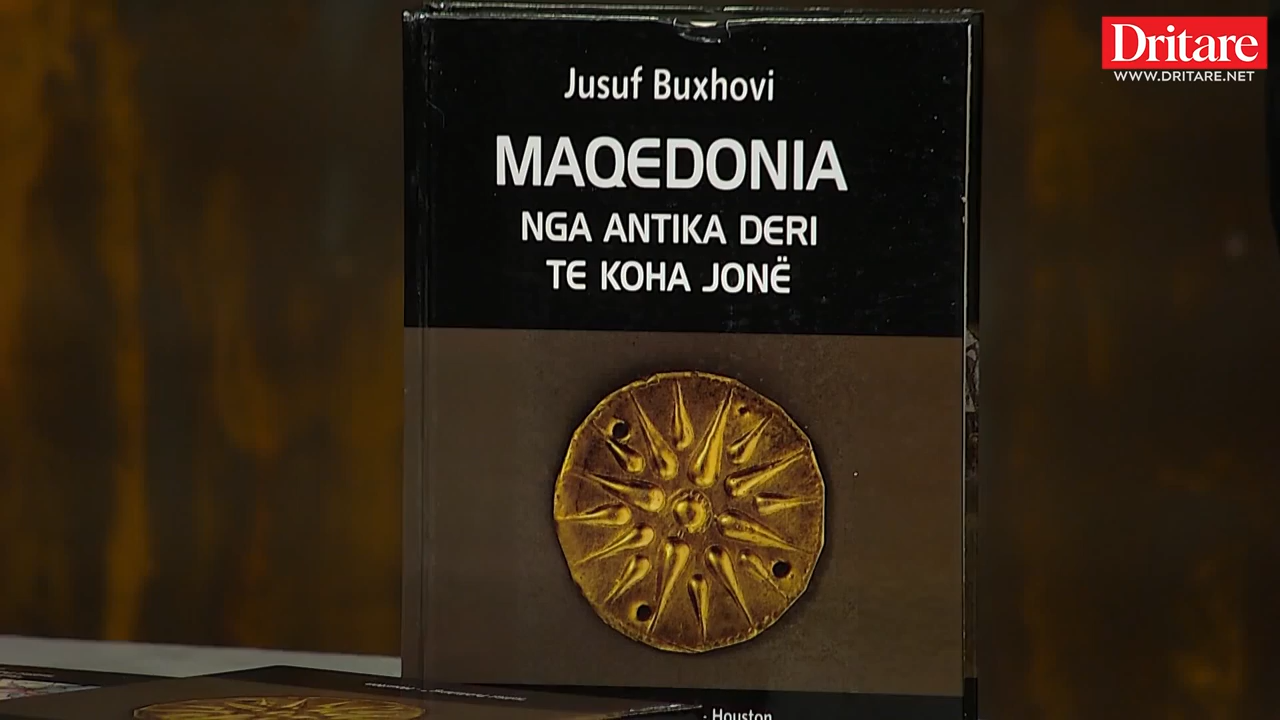 Dritare
WWW.DRITARE.NET
Jusuf Buxhovi
MAQEDONIA
NGA ANTIKA DERI
TE KOHA JONË
- Houston